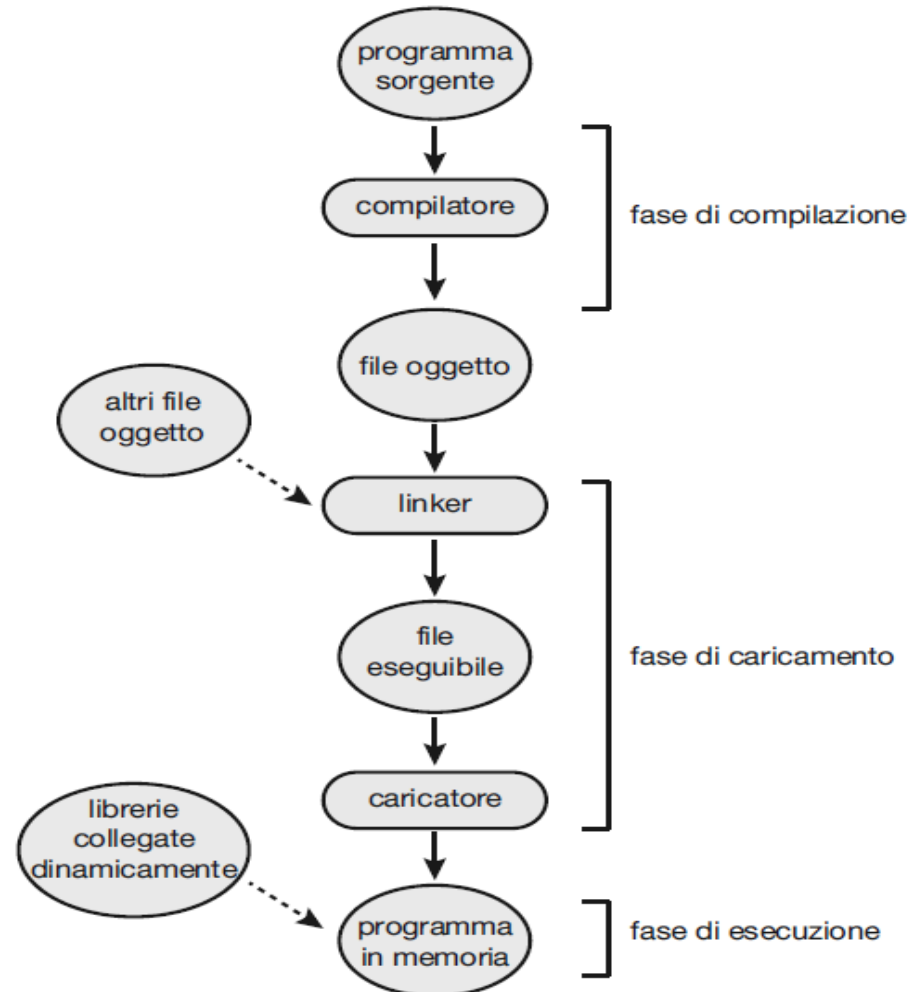 programma
sorgente
compilatore
fase di compilazione
file oggetto
altri file
oggetto
linker
file
eseguibile
fase di caricamento
caricatore
librerie
collegate
dinamicamente
programma
in memoria
fase di esecuzione